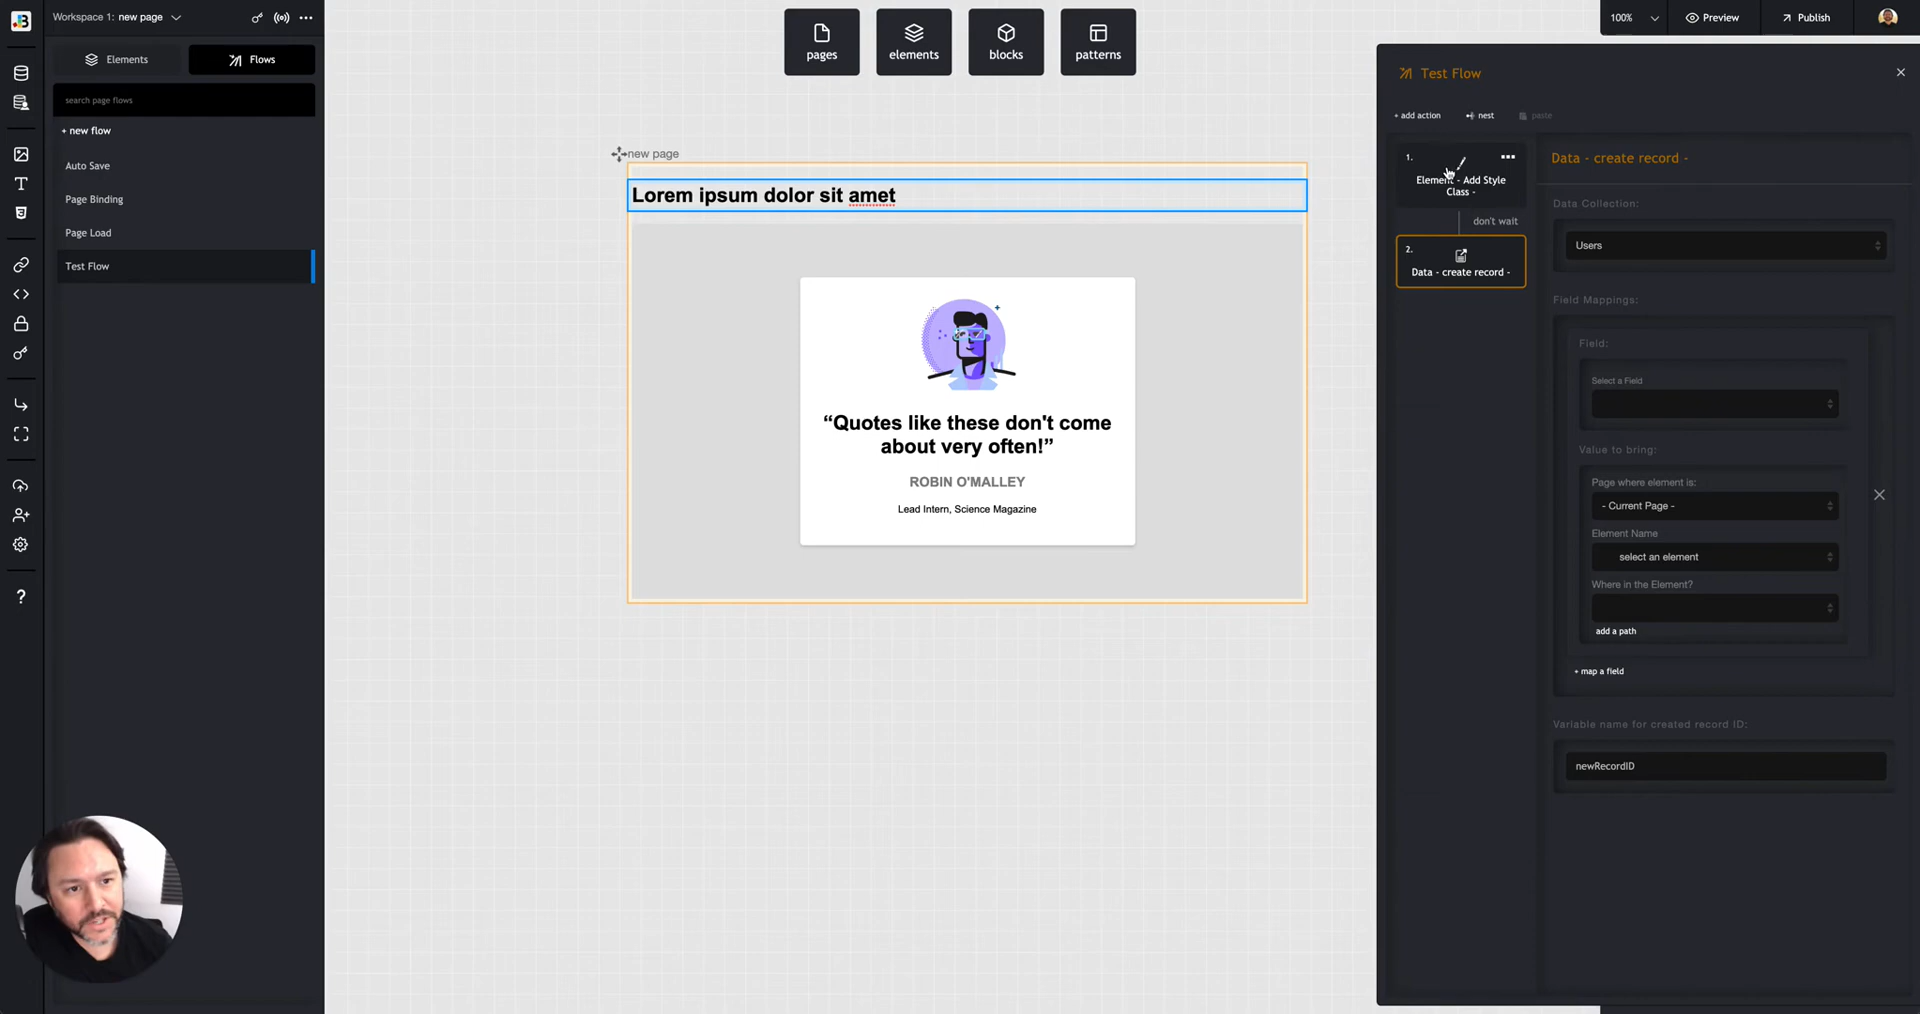 Workspace 1: new page
Elements
Flows
search page flows
+ new flow
Auto Save
Page Binding
Page Load
Test Flow
pages
elements
blocks
patterns
100%
Preview
Publish
new page
Lorem ipsum dolor sit amet
“Quotes like these don't come
about very often!”
ROBIN O'MALLEY
Lead Intern, Science Magazine
Test Flow
+ add action
nest
paste
1.
Element - Add Style
Class -
don't wait
2.
Data - create record -
Data - create record -
Data Collection:
Users
Field Mappings:
Field:
Select a Field
Value to bring:
Page where element is:
- Current Page -
Element Name
select an element
Where in the Element?
add a path
+ map a field
Variable name for created record ID:
newRecordID